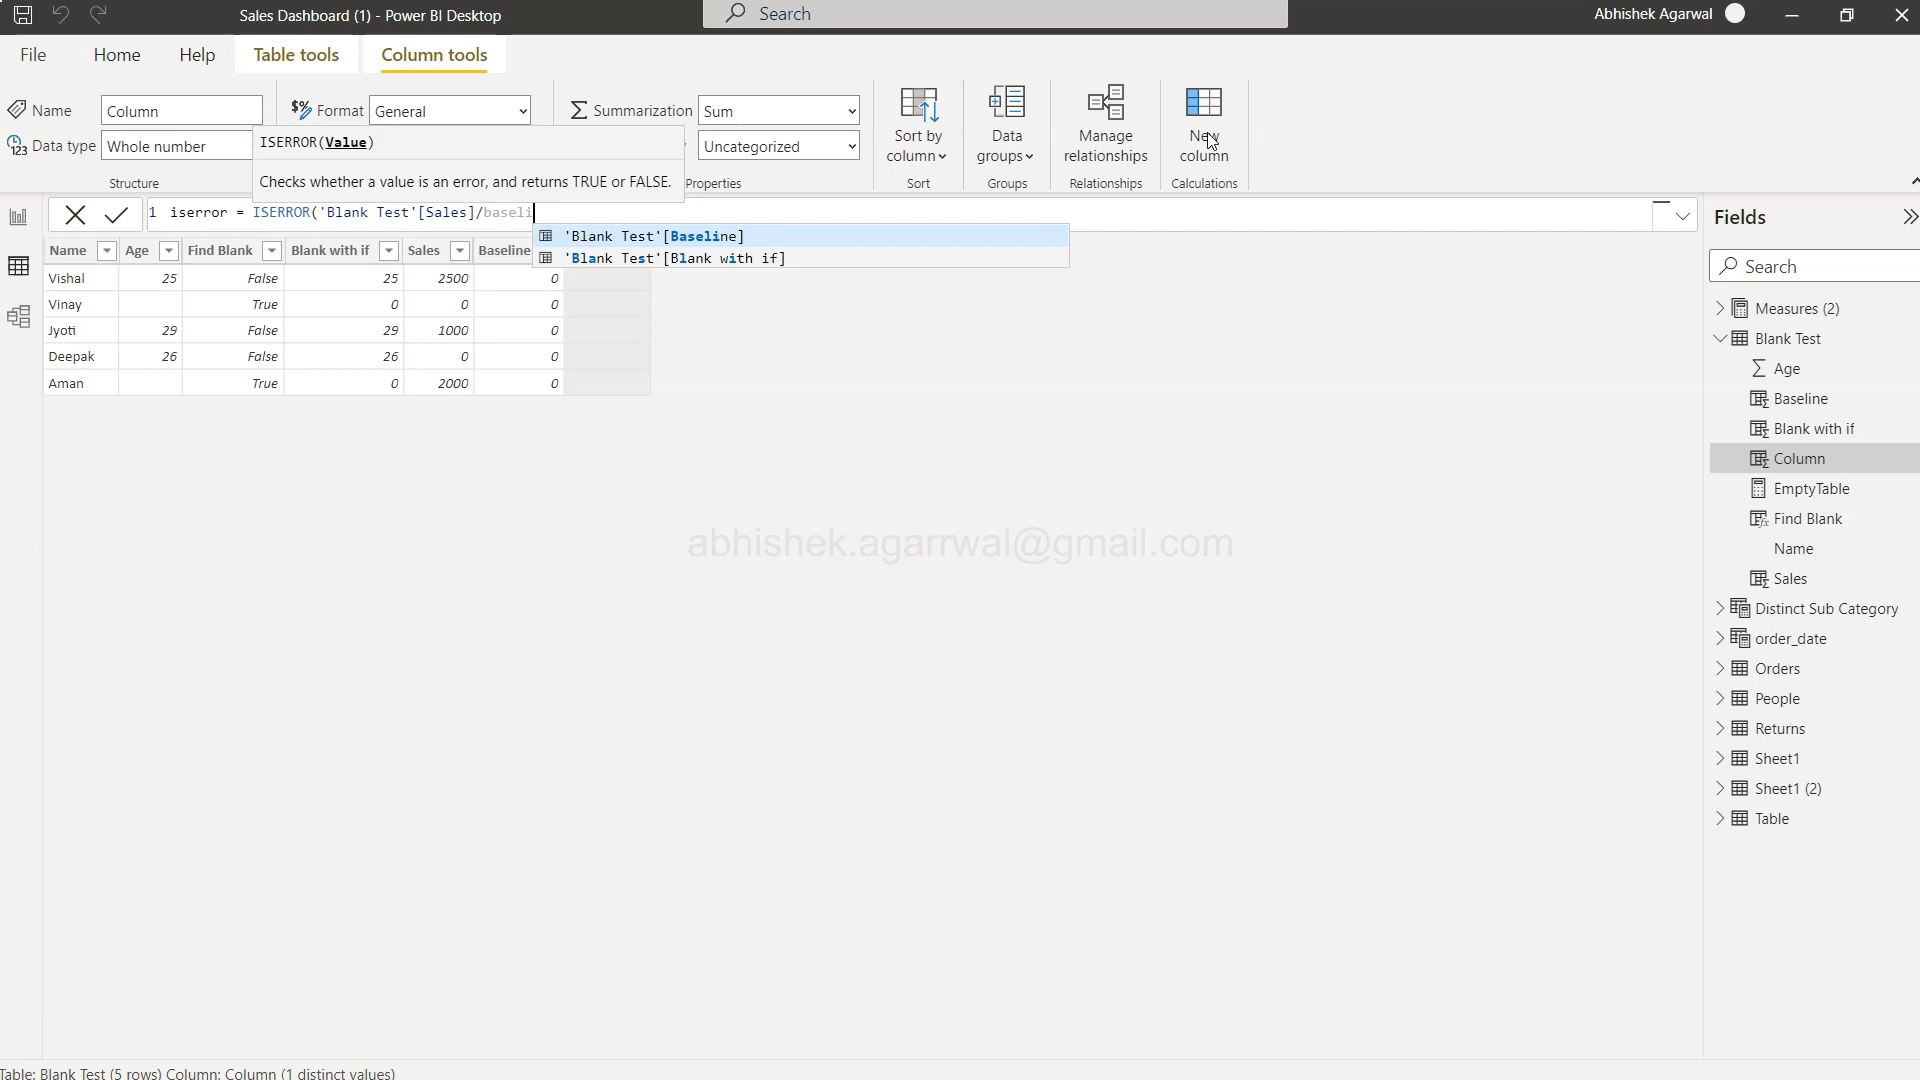 Sales Dashboard (1) - Power BI Desktop
Search
Abhishek Agarwal
File
Home
Help
Table tools
Column tools
Name
Column
Format
General
Summarization
Sum
Data type
Whole number
Uncategorized
ISERROR(Value)
Checks whether a value is an error, and returns TRUE or FALSE.
Structure
Properties
Sort by
column
Sort
Data
groups
Groups
Manage
relationships
Relationships
New
column
Calculations
1 iserror = ISERROR('Blank Test'[Sales]/baseli
'Blank Test'[Baseline]
'Blank Test'[Blank with if]
Name Age Find Blank Blank with if Sales Baseline
Vishal 25 False 25 2500 0
Vinay True 0 0 0
Jyoti 29 False 29 1000 0
Deepak 26 False 26 0 0
Aman True 0 2000 0
abhishek.agarrwal@gmail.com
Fields
Search
Measures (2)
Blank Test
Age
Baseline
Blank with if
Column
EmptyTable
Find Blank
Name
Sales
Distinct Sub Category
order_date
Orders
People
Returns
Sheet1
Sheet1 (2)
Table
Table: Blank Test (5 rows) Column: Column (1 distinct values)